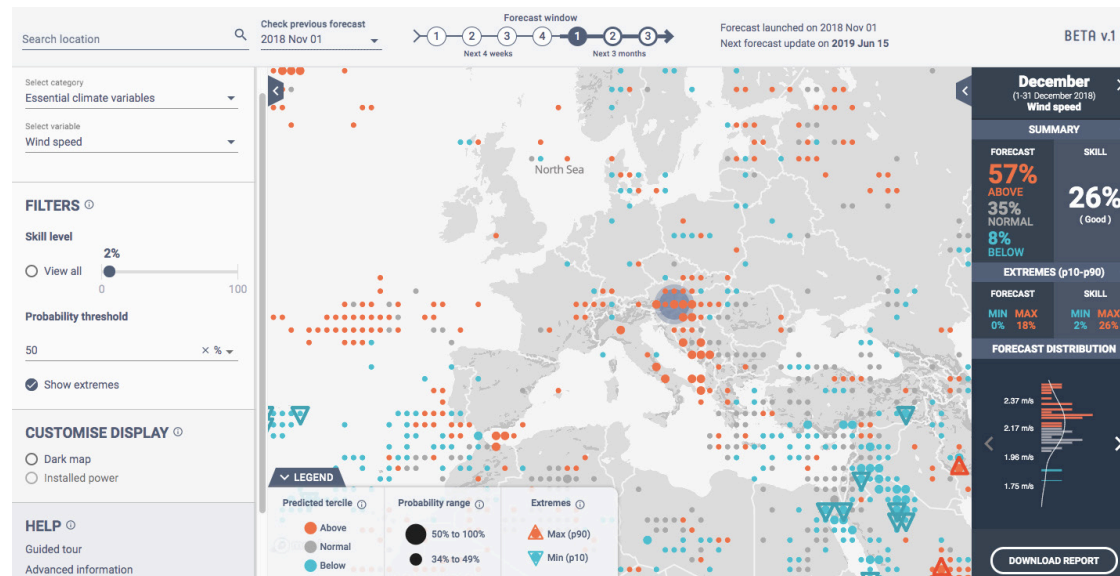 Search location
Check previous forecast
2018 Nov 01
Forecast window
1 2 3 4 1 2 3
Next 4 weeks
Next 3 months
Forecast launched on 2018 Nov 01
Next forecast update on 2019 Jun 15
BETA v.1
Select category
Essential climate variables
Select variable
Wind speed
FILTERS
Skill level
2%
View all
0 100
Probability threshold
50 × %
Show extremes
CUSTOMISE DISPLAY
Dark map
Installed power
HELP
Guided tour
Advanced information
North Sea
LEGEND
Predicted tercile
Above
Normal
Below
Probability range
50% to 100%
34% to 49%
Extremes
Max (p90)
Min (p10)
December
(1-31 December 2018)
Wind speed
SUMMARY
FORECAST SKILL
57%
ABOVE
35%
NORMAL
8%
BELOW
26%
( Good )
EXTREMES (p10-p90)
FORECAST SKILL
MIN MAX MIN MAX
0% 18% 2% 26%
FORECAST DISTRIBUTION
2.37 m/s
2.17 m/s
1.96 m/s
1.75 m/s
DOWNLOAD REPORT